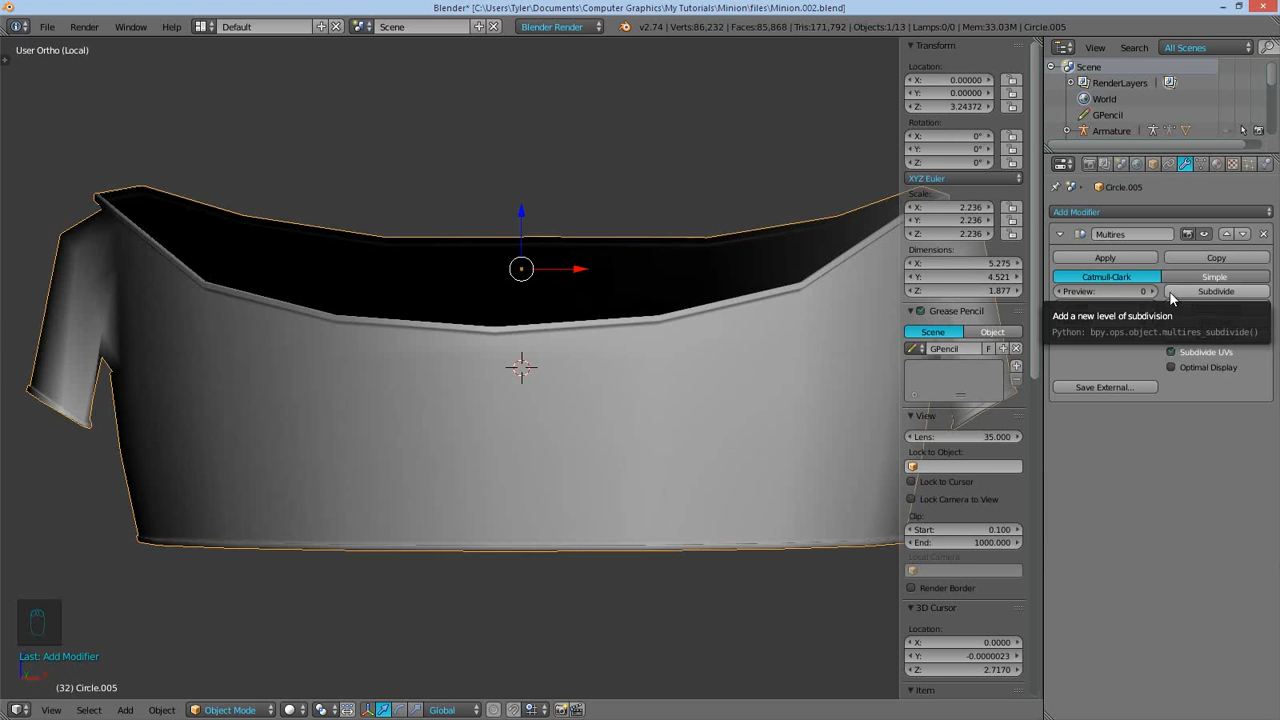 Blender* [C:\Users\Tyler\Documents\Computer Graphics\My Tutorials\Minion\files\Minion.002.blend]
File Render Window Help Default Scene Blender Render v2.74 | Verts:86,232 | Faces:85,868 | Tris:171,792 | Objects:1/13 | Lamps:0/0 | Mem:33.03M | Circle.005
User Ortho (Local)
Transform
Location:
X: 0.00000
Y: 0.00000
Z: 3.24372
Rotation:
X: 0°
Y: 0°
Z: 0°
XYZ Euler
Scale:
X: 2.236
Y: 2.236
Z: 2.236
Dimensions:
X: 5.275
Y: 4.521
Z: 1.877
Grease Pencil
Scene Object
GPencil F
View
Lens: 35.000
Lock to Object:
Lock to Cursor
Lock Camera to View
Clip:
Start: 0.100
End: 1000.000
Local Camera:
Render Border
3D Cursor
Location:
X: 0.0000
Y: -0.0000023
Z: 2.7170
Item
View Search All Scenes
Scene
RenderLayers
World
GPencil
Armature
Circle.005
Add Modifier
Multires
Apply Copy
Catmull-Clark Simple
Preview: 0 Subdivide
Add a new level of subdivision
Python: bpy.ops.object.multires_subdivide()
Subdivide UVs
Optimal Display
Save External...
Last: Add Modifier
(32) Circle.005
View Select Add Object Object Mode Global